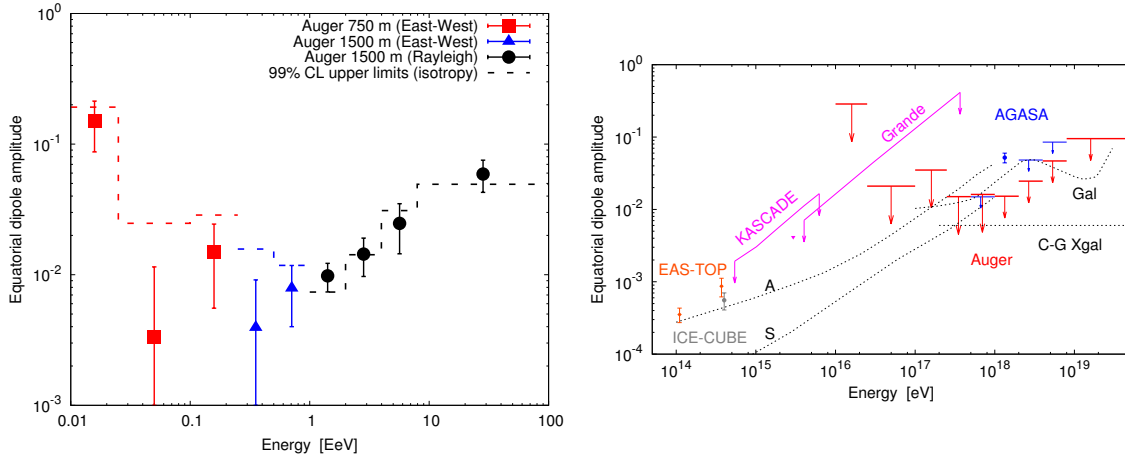 Auger 750 m (East-West)
Auger 1500 m (East-West)
Auger 1500 m (Rayleigh)
99% CL upper limits (isotropy)
10^0
10^-1
10^-2
10^-3
Equatorial dipole amplitude
0.01
0.1
1
10
100
Energy [EeV]
10^0
10^-1
10^-2
10^-3
10^-4
Equatorial dipole amplitude
AGASA
Grande
KASCADE
Gal
C-G Xgal
Auger
EAS-TOP
A
ICE-CUBE
S
10^14
10^15
10^16
10^17
10^18
10^19
Energy [eV]